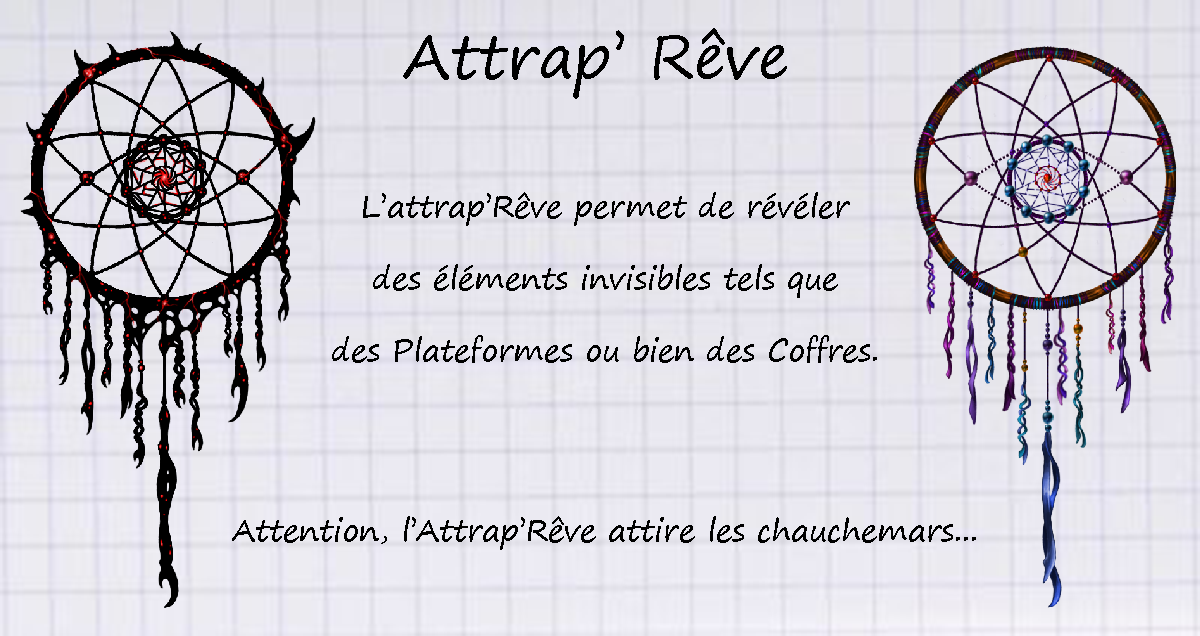 Attrap’ Rêve
L’attrap’Rêve permet de révéler
des éléments invisibles tels que
des Plateformes ou bien des Coffres.
Attention, l’Attrap’Rêve attire les chauchemars...